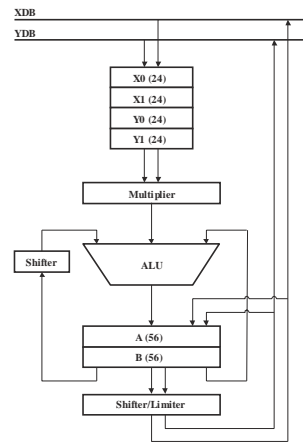 XDB
YDB
X0 (24)
X1 (24)
Y0 (24)
Y1 (24)
Multiplier
Shifter
ALU
A (56)
B (56)
Shifter/Limiter